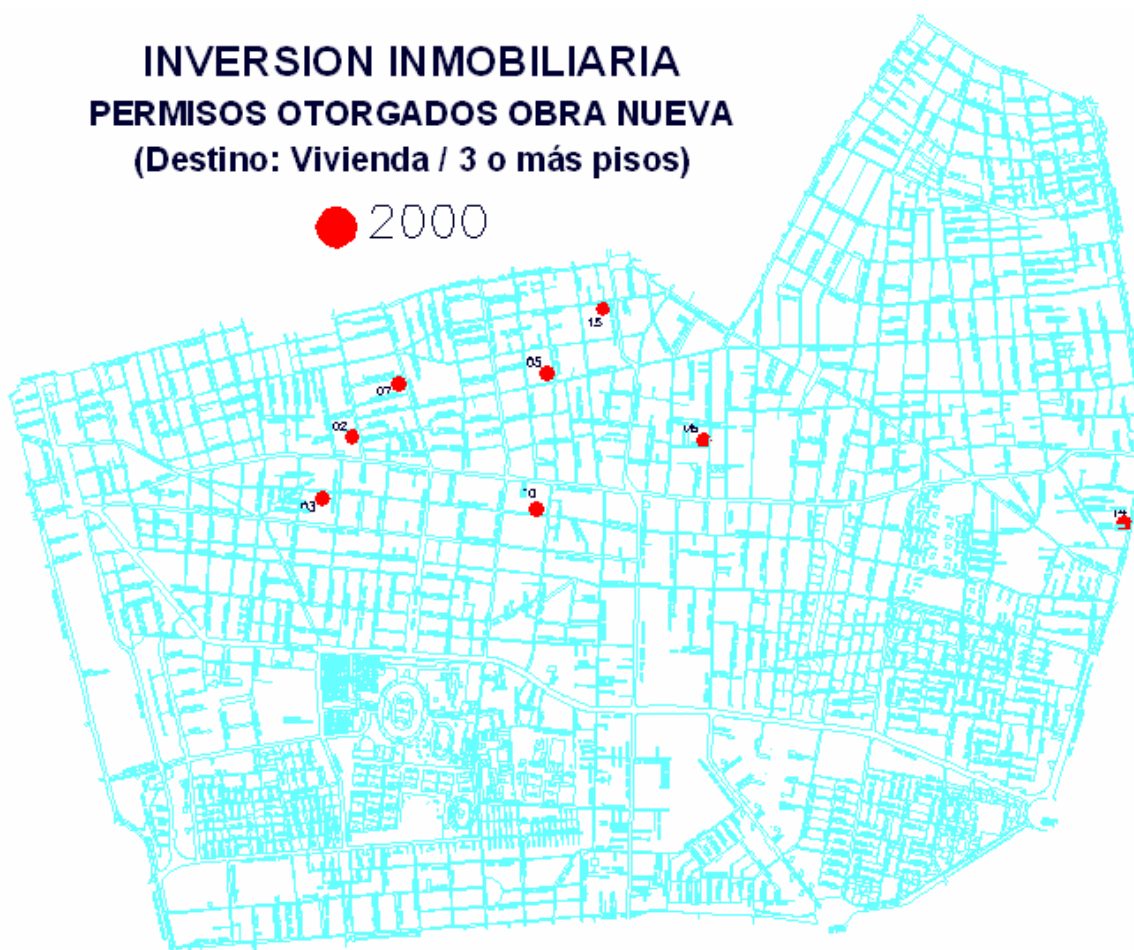 INVERSION INMOBILIARIA
PERMISOS OTORGADOS OBRA NUEVA
(Destino: Vivienda / 3 o más pisos)
2000
15
05
07
02
03
10
14